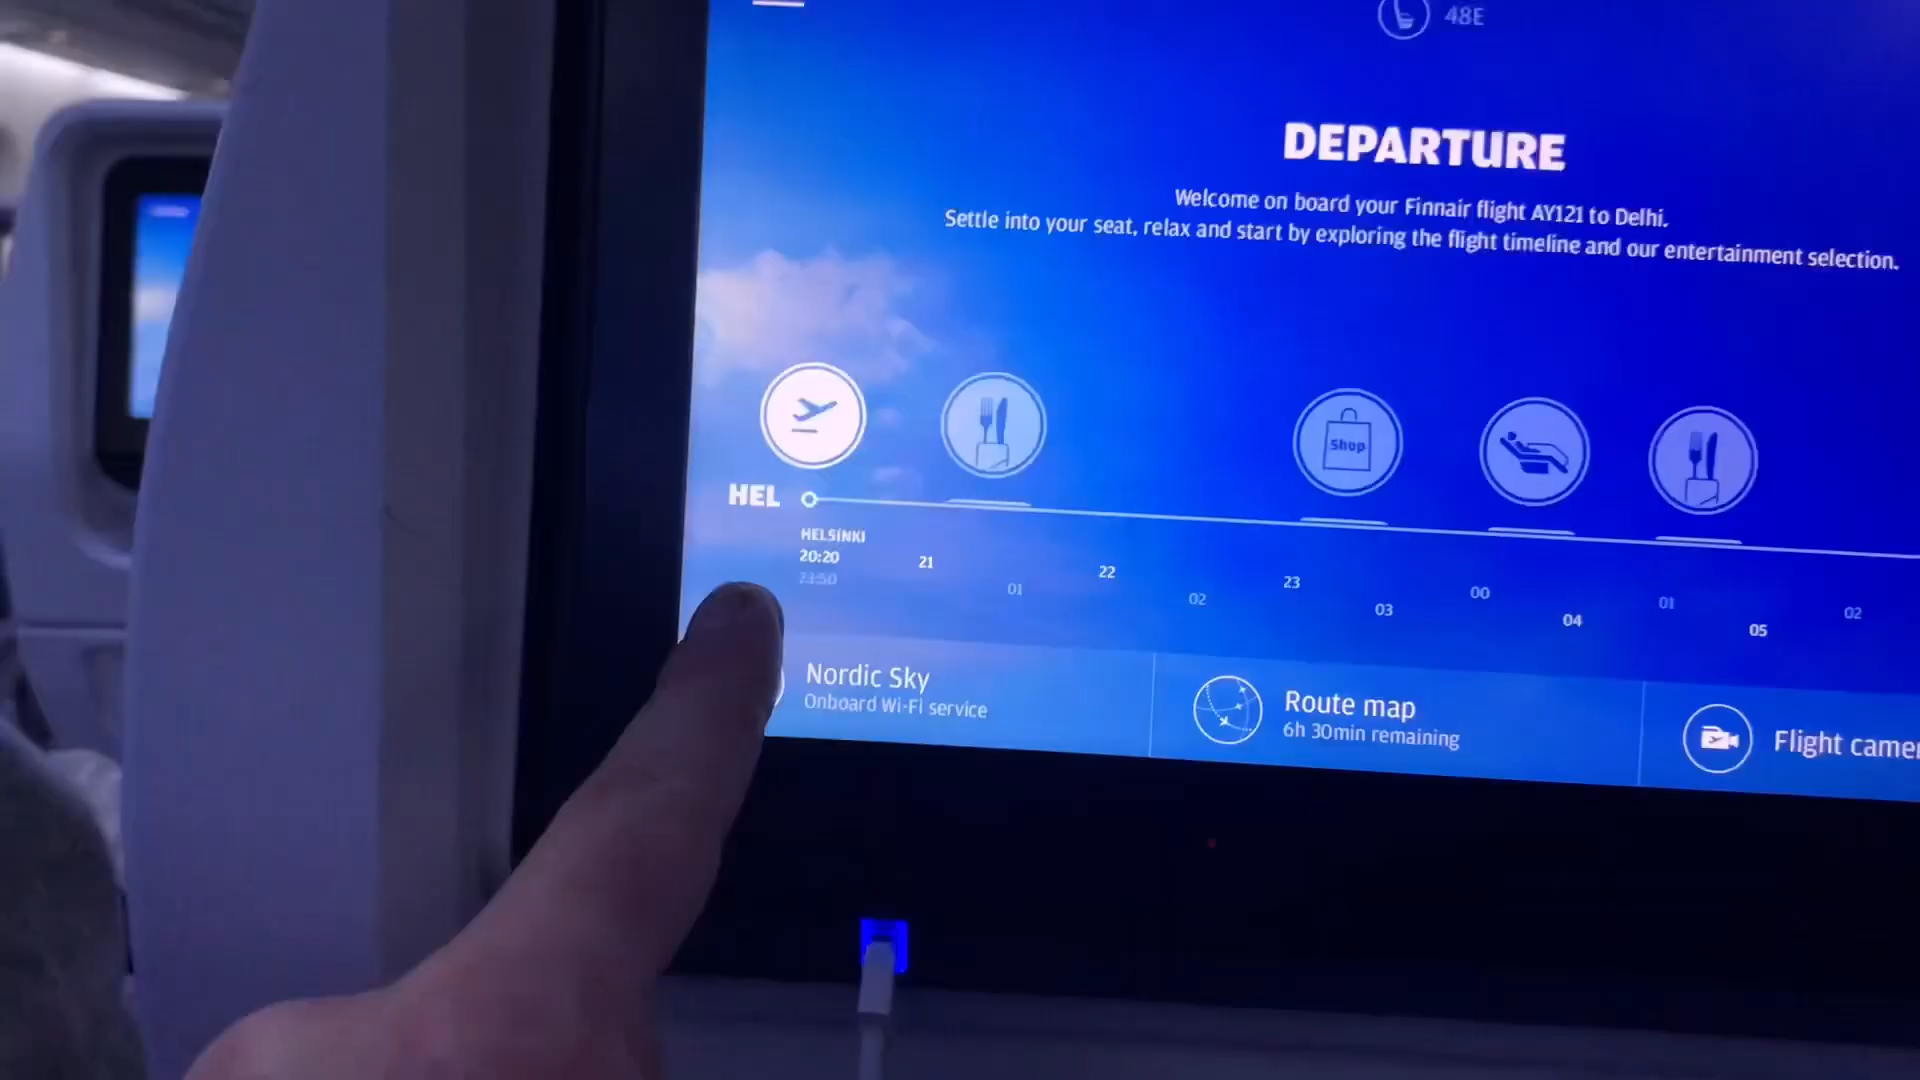 48E
DEPARTURE
Welcome on board your Finnair flight AY121 to Delhi.
Settle into your seat, relax and start by exploring the flight timeline and our entertainment selection.
Shop
HEL
HELSINKI
20:20 21 22 23 00 01 02
23:50 01 02 03 04 05
Nordic Sky
Onboard Wi-Fi service
Route map
6h 30min remaining
Flight